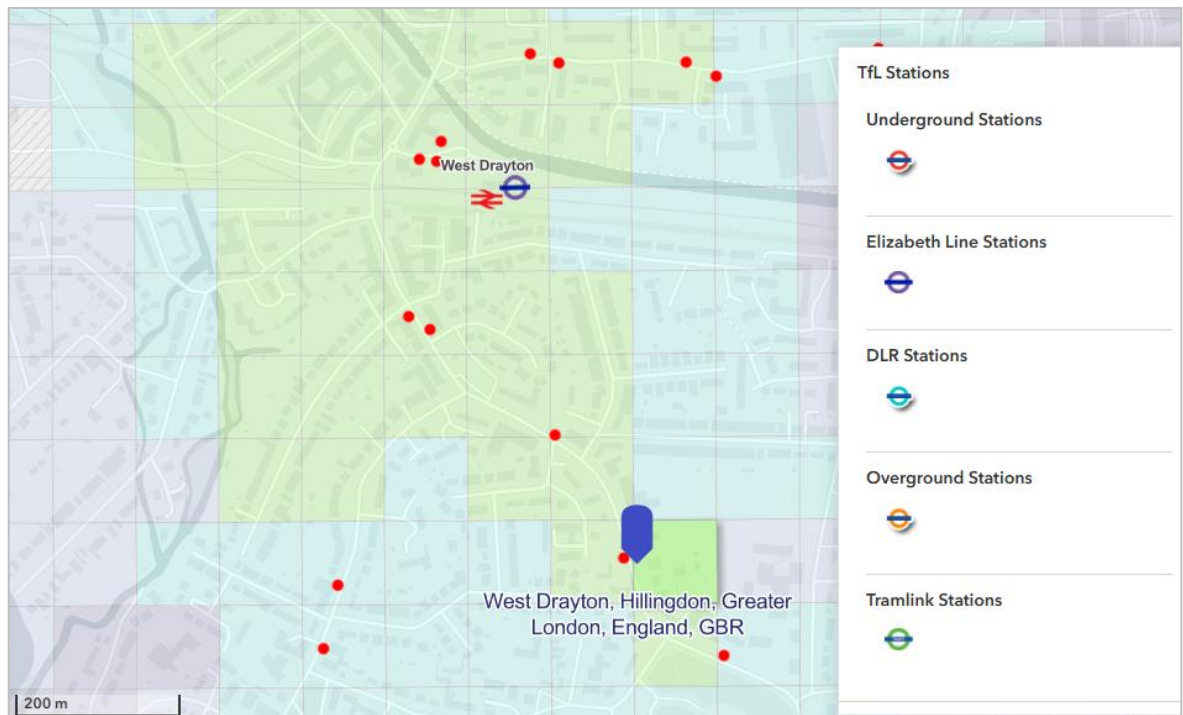 West Drayton
West Drayton, Hillingdon, Greater
London, England, GBR
200 m
TfL Stations
Underground Stations
Elizabeth Line Stations
DLR Stations
Overground Stations
Tramlink Stations